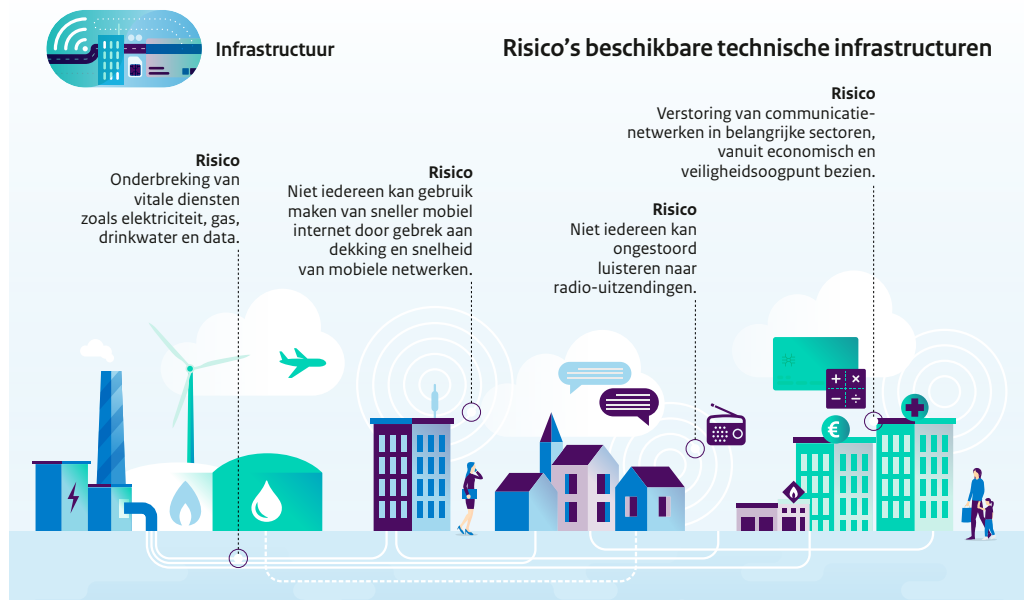 Infrastructuur
Risico’s beschikbare technische infrastructuren
Risico
Onderbreking van
vitale diensten
zoals elektriciteit, gas,
drinkwater en data.
Risico
Niet iedereen kan gebruik
maken van sneller mobiel
internet door gebrek aan
dekking en snelheid
van mobiele netwerken.
Risico
Niet iedereen kan
ongestoord
luisteren naar
radio-uitzendingen.
Risico
Verstoring van communicatie-
netwerken in belangrijke sectoren,
vanuit economisch en
veiligheidsoogpunt bezien.
+ ×
− ÷
€